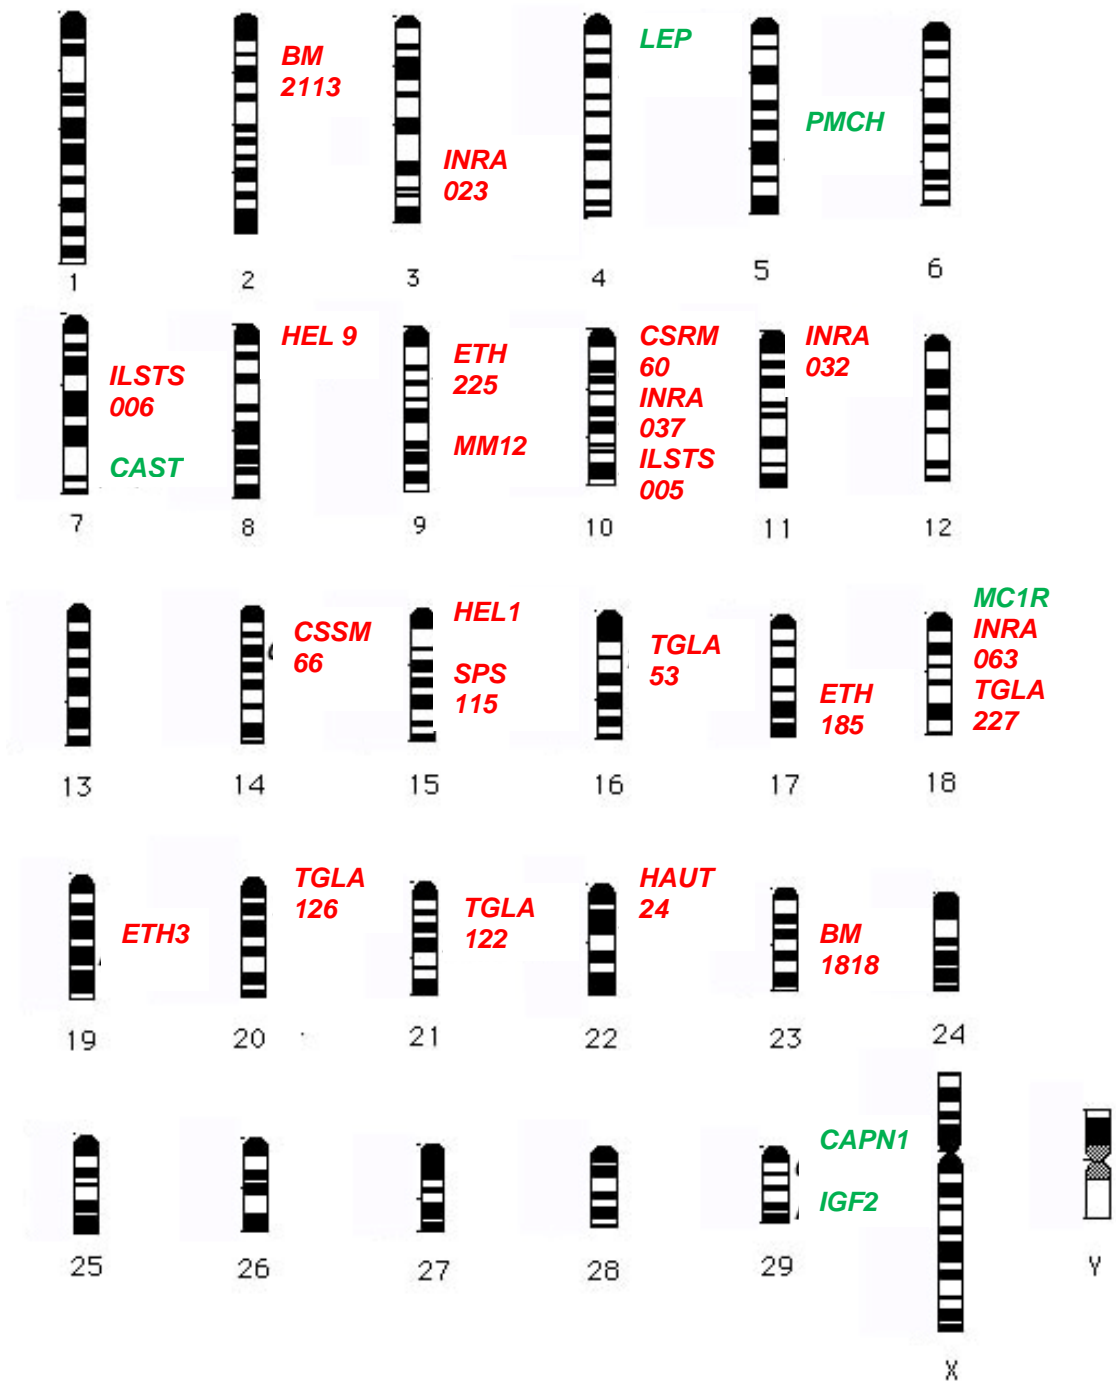 LEP
BM
2113
PMCH
INRA
023
1
2
3
4
5
6
ILSTS
006
CAST
HEL 9
ETH
225
MM12
CSRM
60
INRA
037
ILSTS
005
INRA
032
7
8
9
10
11
12
CSSM
66
HEL1
SPS
115
TGLA
53
ETH
185
MC1R
INRA
063
TGLA
227
13
14
15
16
17
18
ETH3
TGLA
126
TGLA
122
HAUT
24
BM
1818
19
20
21
22
23
24
CAPN1
IGF2
25
26
27
28
29
X
Y